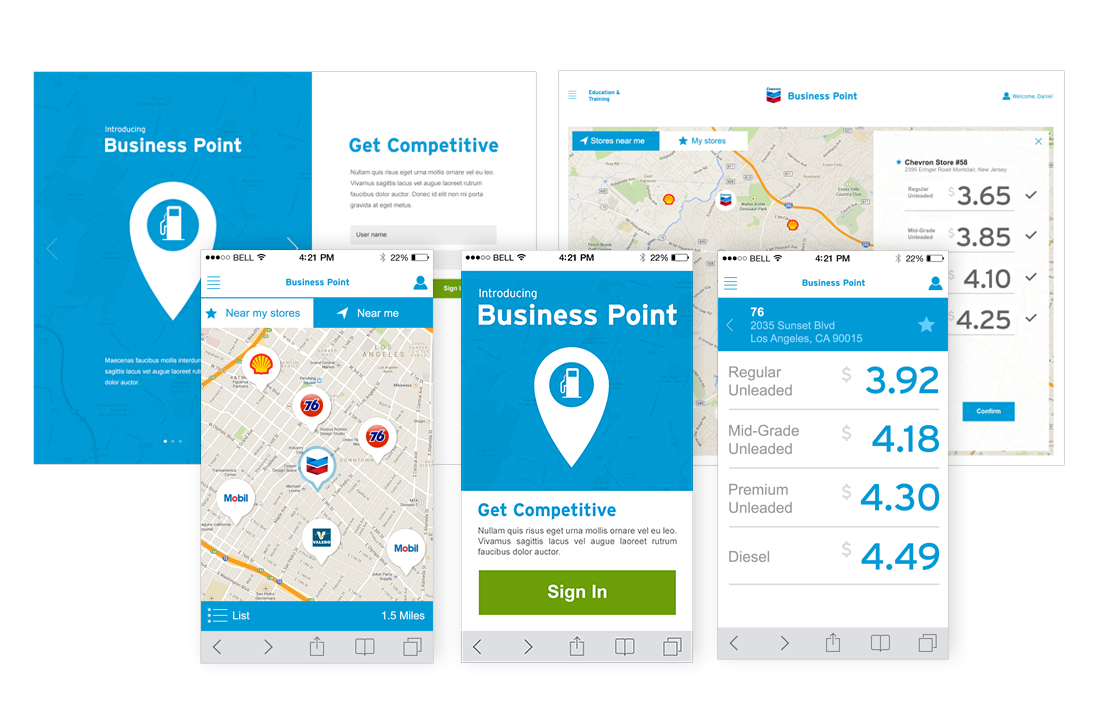 Introducing
Business Point
Maecenas faucibus mollis interdum
sagittis lacus vel augue laoreet rutrum
dolor auctor.
Get Competitive
Nullam quis risus eget urna mollis ornare vel eu leo.
Vivamus sagittis lacus vel augue laoreet rutrum
faucibus dolor auctor. Donec id elit non mi porta
gravida at eget metus.
User name
Sign
Education &
Training
Chevron
Business Point
Welcome, Daniel
Stores near me
My stores
Chevron Store #58
2395 Eringer Road Montclair, New Jersey
Regular
Unleaded
$ 3.65
Mid-Grade
Unleaded
$ 3.85
$ 4.10
$ 4.25
Confirm
BELL
4:21 PM
22%
Business Point
Near my stores
Near me
LOS
ANGELES
76
76
DOWNTOWN
Mobil
VALERO
Mobil
List
1.5 Miles
BELL
4:21 PM
22%
Introducing
Business Point
Get Competitive
Nullam quis risus eget urna mollis ornare vel eu leo.
Vivamus sagittis lacus vel augue laoreet rutrum
faucibus dolor auctor.
Sign In
BELL
4:21 PM
22%
Business Point
76
2035 Sunset Blvd
Los Angeles, CA 90015
Regular
Unleaded
$ 3.92
Mid-Grade
Unleaded
$ 4.18
Premium
Unleaded
$ 4.30
Diesel
$ 4.49